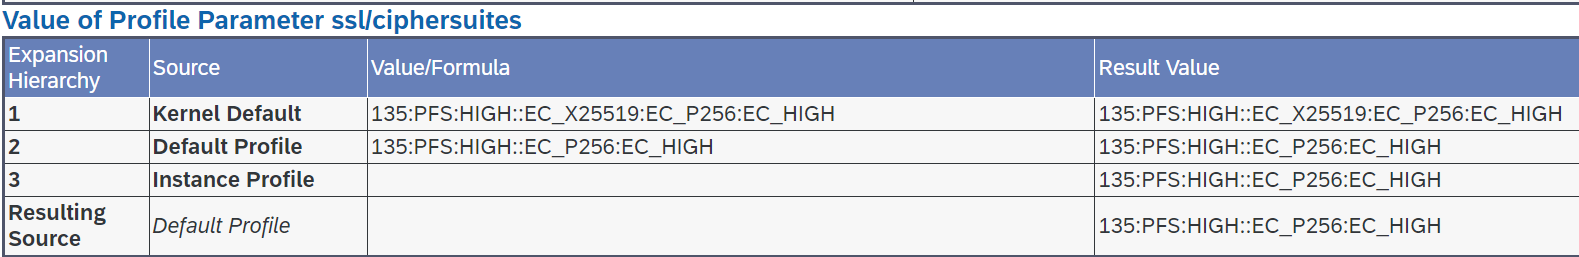 Value of Profile Parameter ssl/ciphersuites
Expansion
Hierarchy
Source
Value/Formula
Result Value
1 Kernel Default 135:PFS:HIGH::EC_X25519:EC_P256:EC_HIGH 135:PFS:HIGH::EC_X25519:EC_P256:EC_HIGH
2 Default Profile 135:PFS:HIGH::EC_P256:EC_HIGH 135:PFS:HIGH::EC_P256:EC_HIGH
3 Instance Profile 135:PFS:HIGH::EC_P256:EC_HIGH
Resulting
Source
Default Profile 135:PFS:HIGH::EC_P256:EC_HIGH